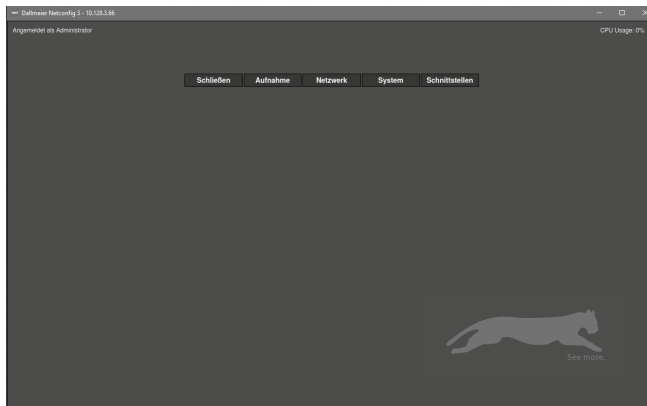 Dallmeier Netconfig 3 - 10.128.3.66
Angemeldet als Administrator CPU Usage: 0%
Schließen Aufnahme Netzwerk System Schnittstellen
See more.